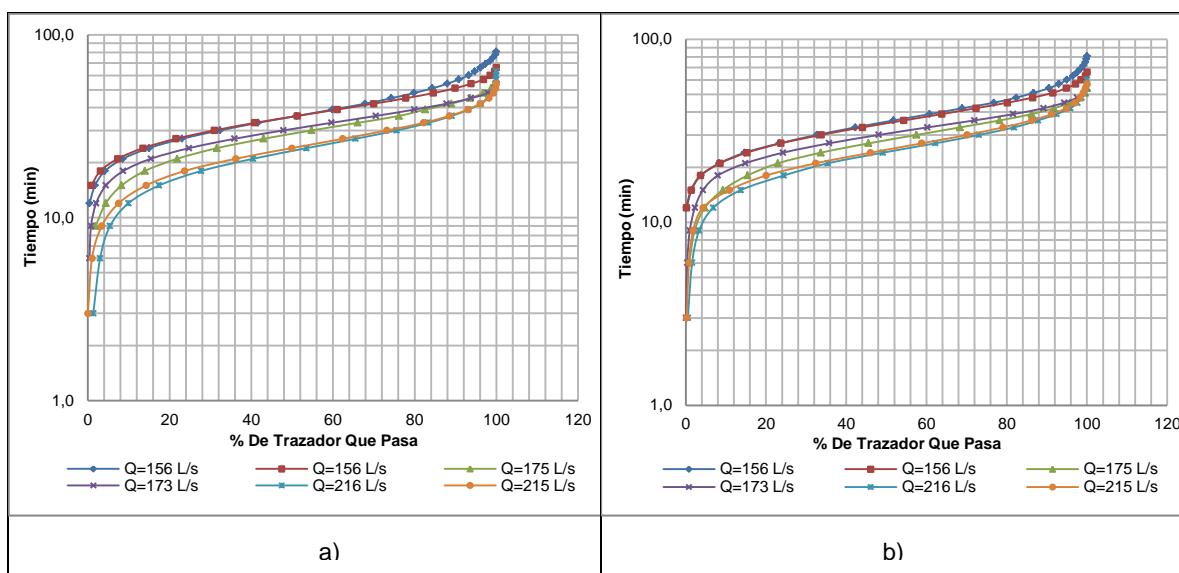 100,0
10,0
1,0
Tiempo (min)
0 20 40 60 80 100 120
% De Trazador Que Pasa
Q=156 L/s Q=156 L/s Q=175 L/s
Q=173 L/s Q=216 L/s Q=215 L/s
a)
100,0
10,0
1,0
Tiempo (min)
0 20 40 60 80 100 120
% De Trazador Que Pasa
Q=156 L/s Q=156 L/s Q=175 L/s
Q=173 L/s Q=216 L/s Q=215 L/s
b)